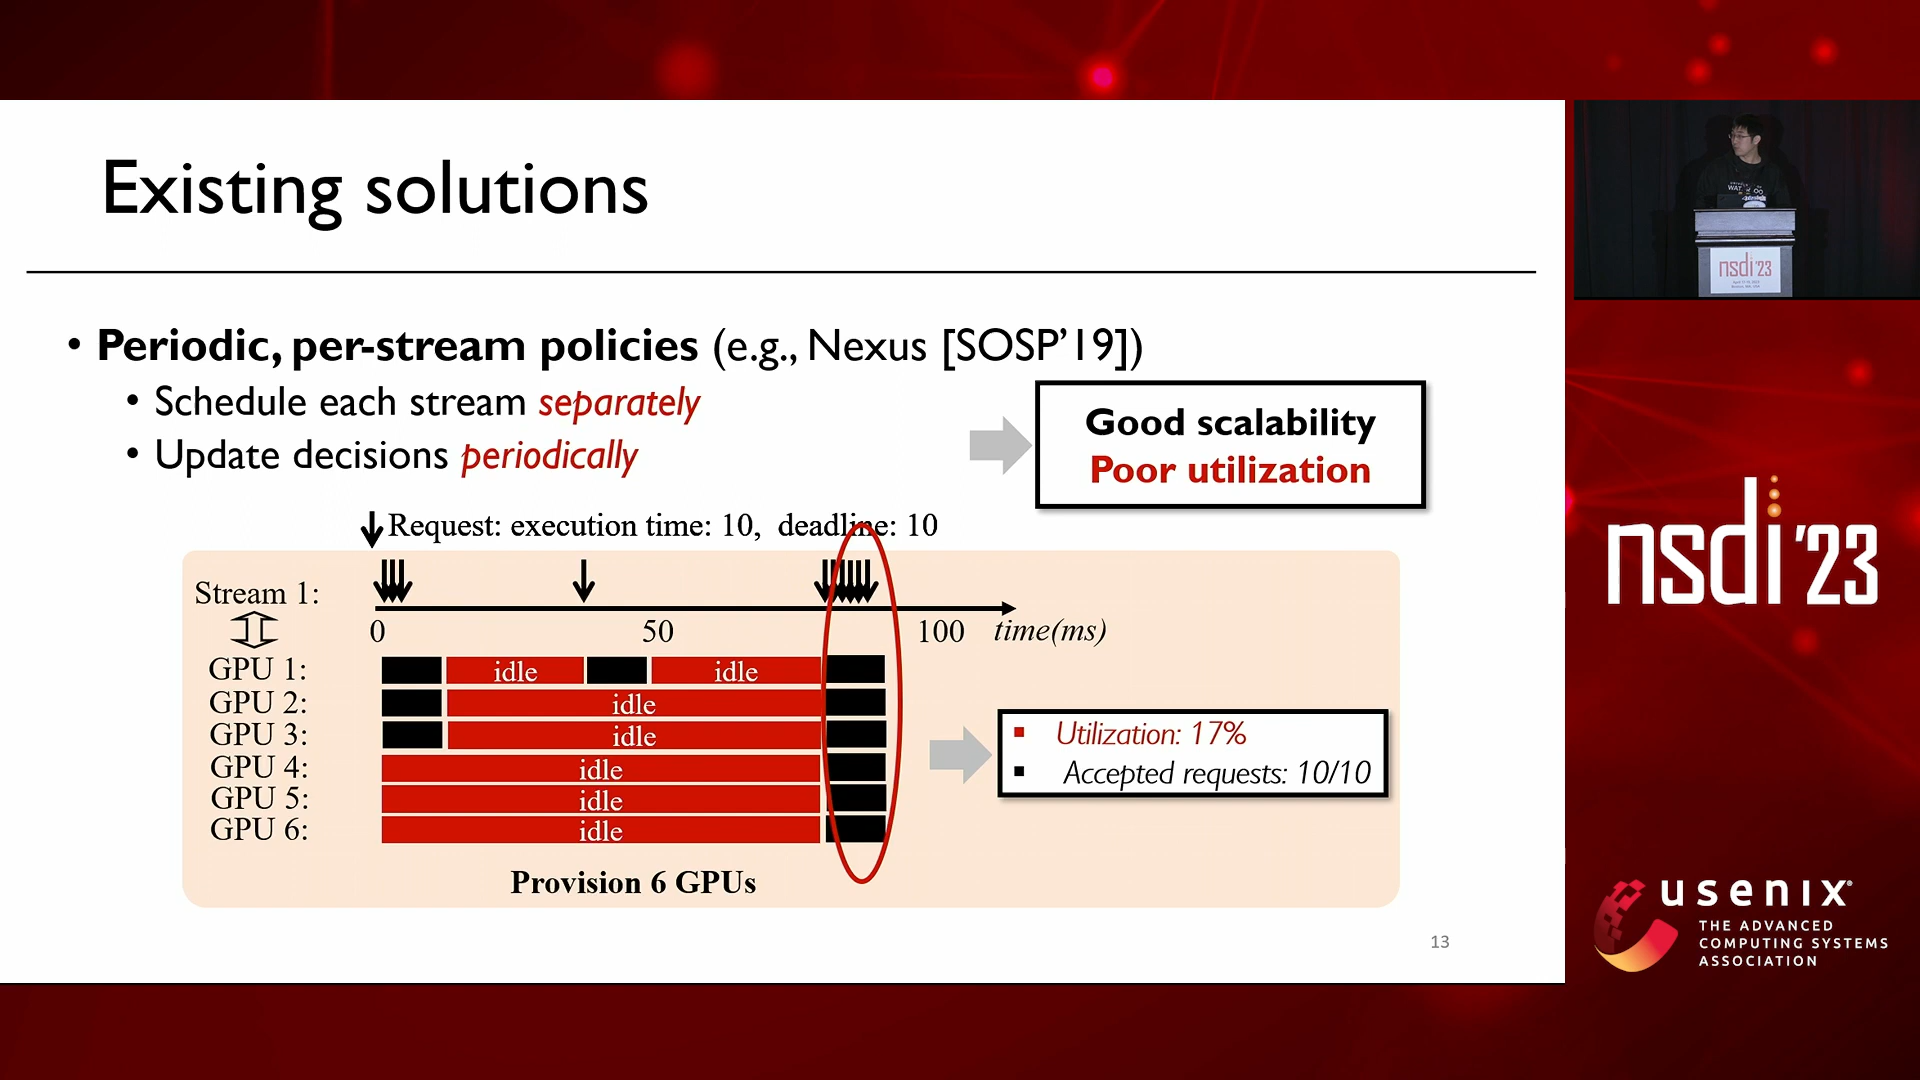 Existing solutions
• Periodic, per-stream policies (e.g., Nexus [SOSP'19])
• Schedule each stream separately
• Update decisions periodically
Good scalability
Poor utilization
Request: execution time: 10, deadline: 10
Stream 1:
0 50 100 time(ms)
GPU 1: idle idle
GPU 2: idle
GPU 3: idle
GPU 4: idle
GPU 5: idle
GPU 6: idle
Provision 6 GPUs
▪ Utilization: 17%
▪ Accepted requests: 10/10
13
nsdi '23
nsdi '23
usenix
THE ADVANCED
COMPUTING SYSTEMS
ASSOCIATION